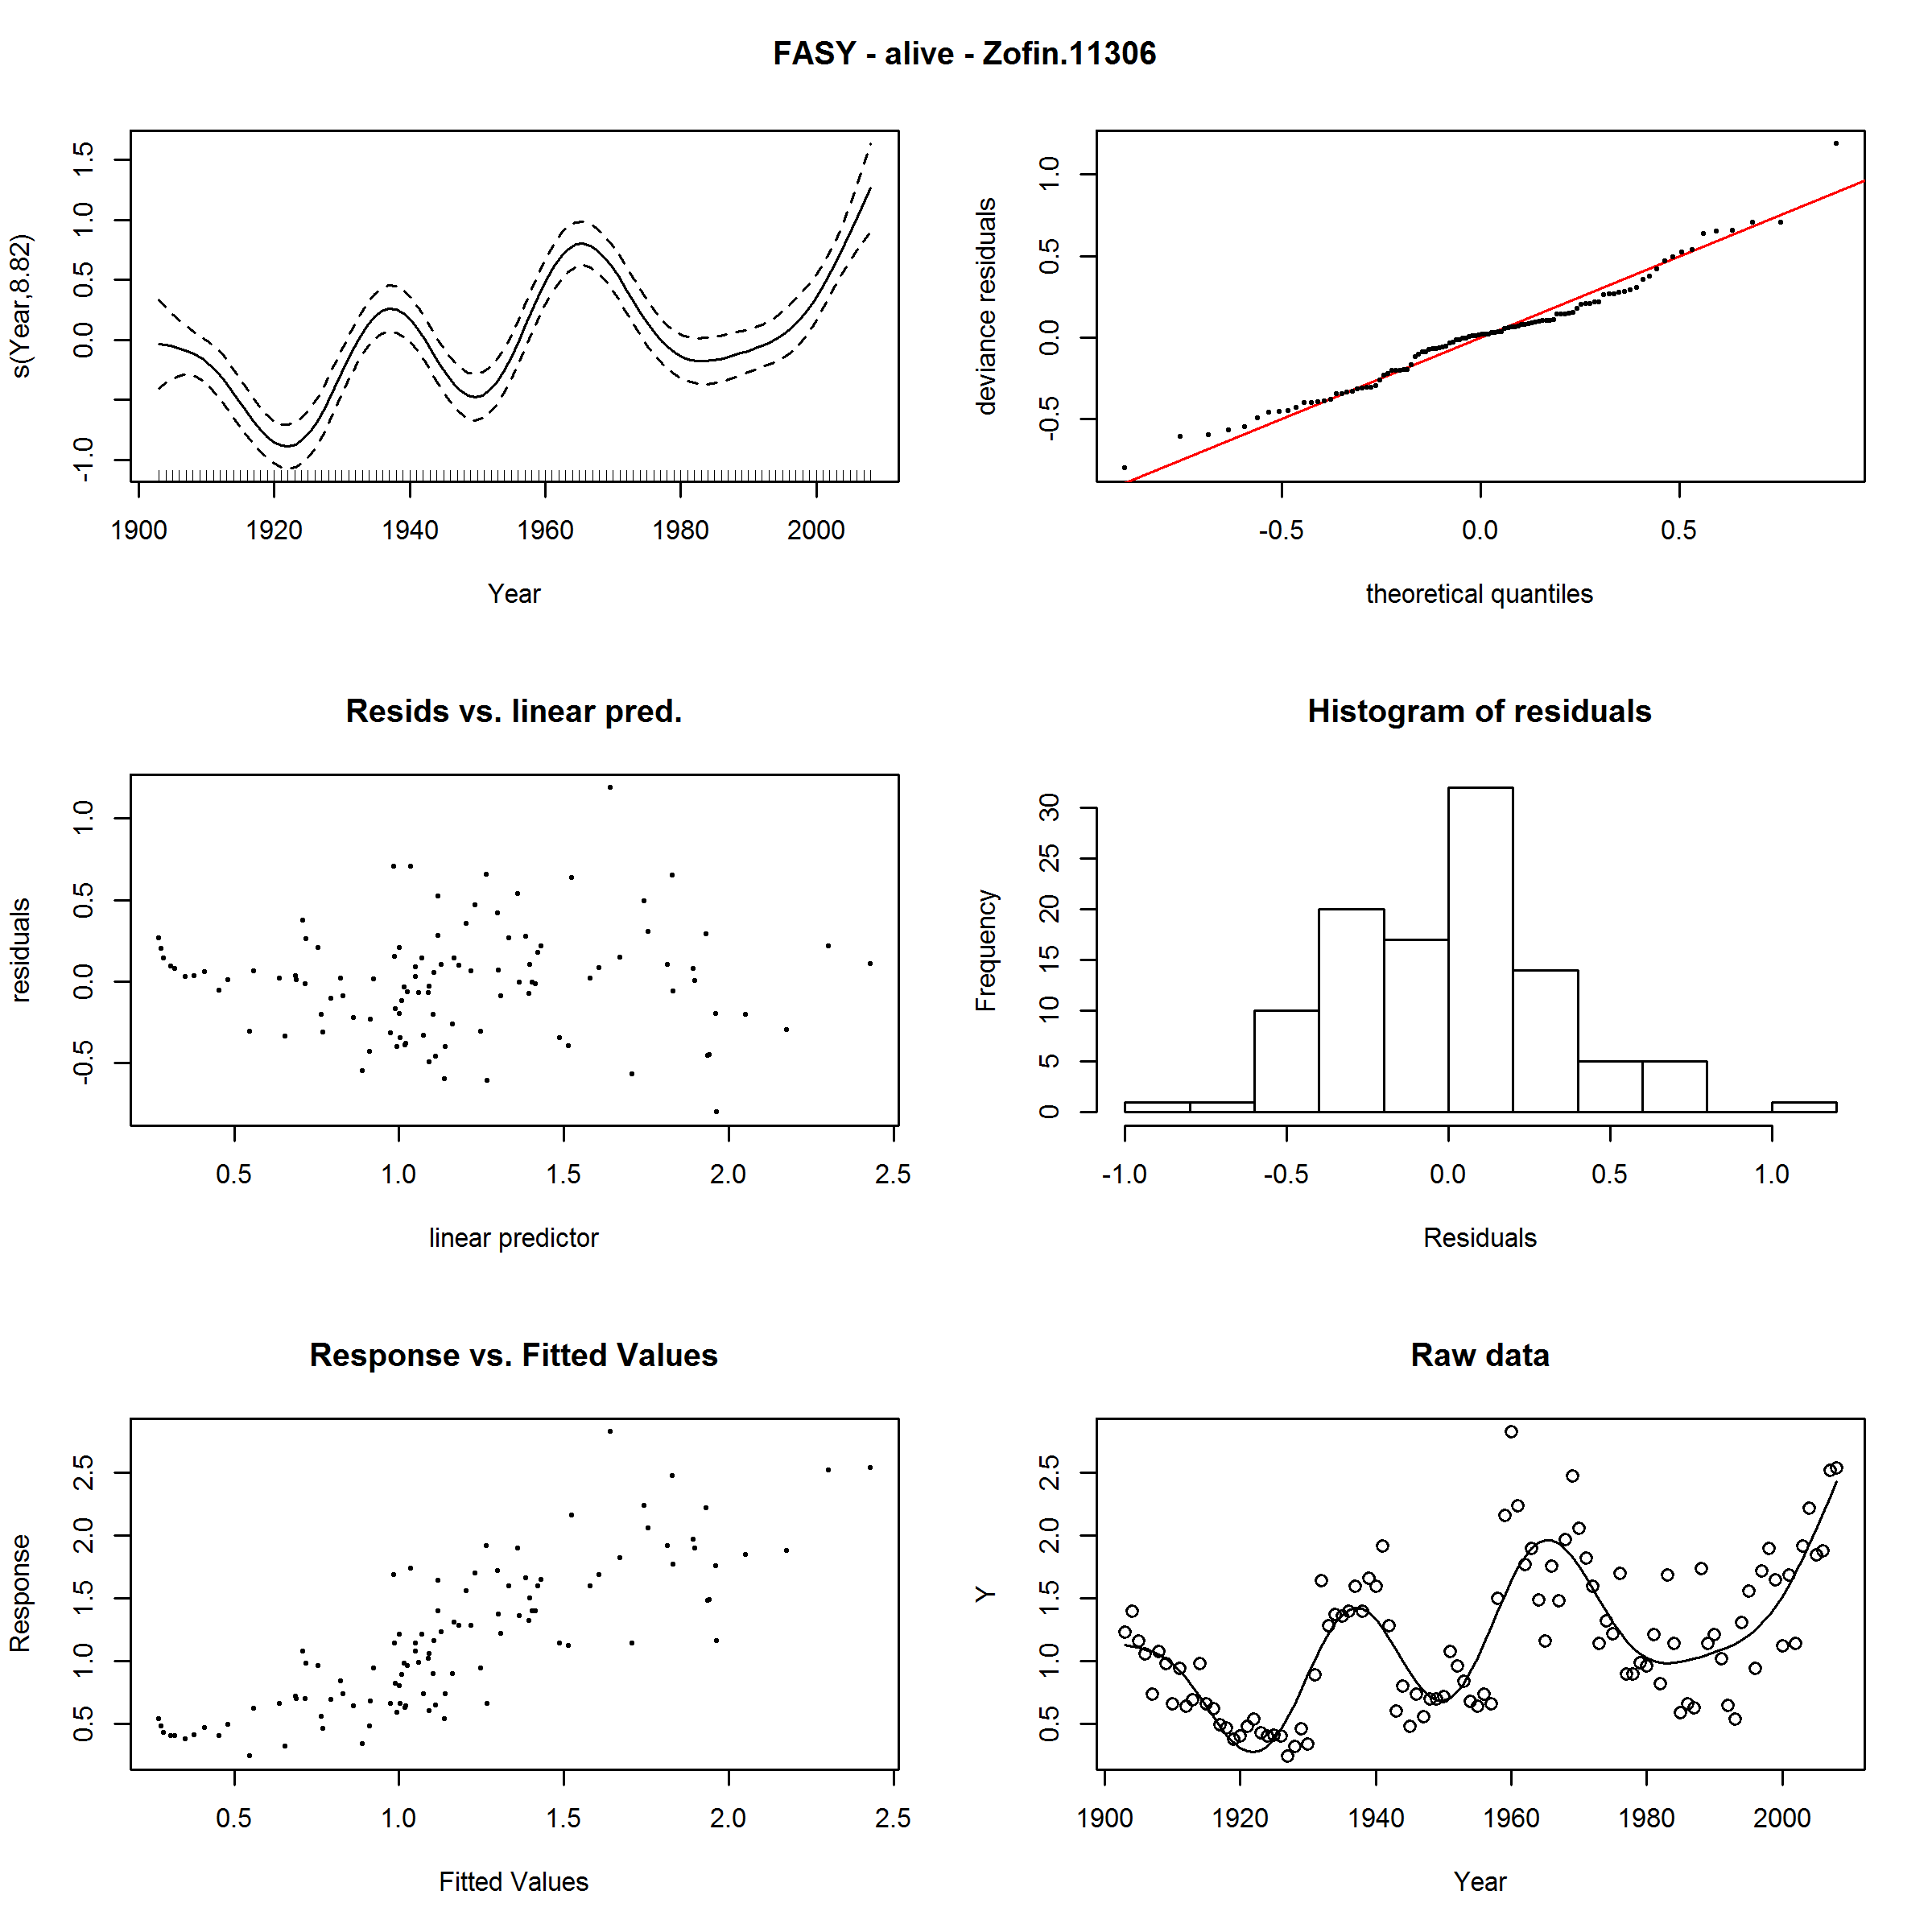 FASY - alive - Zofin.11306
s(Year,8.82)
-1.0 0.0 0.5 1.0 1.5
1900 1920 1940 1960 1980 2000
Year
deviance residuals
-0.5 0.0 0.5 1.0
-0.5 0.0 0.5
theoretical quantiles
Resids vs. linear pred.
residuals
-0.5 0.0 0.5 1.0
0.5 1.0 1.5 2.0 2.5
linear predictor
Histogram of residuals
Frequency
0 5 10 15 20 25 30
-1.0 -0.5 0.0 0.5 1.0
Residuals
Response vs. Fitted Values
Response
0.5 1.0 1.5 2.0 2.5
0.5 1.0 1.5 2.0 2.5
Fitted Values
Raw data
Y
0.5 1.0 1.5 2.0 2.5
1900 1920 1940 1960 1980 2000
Year